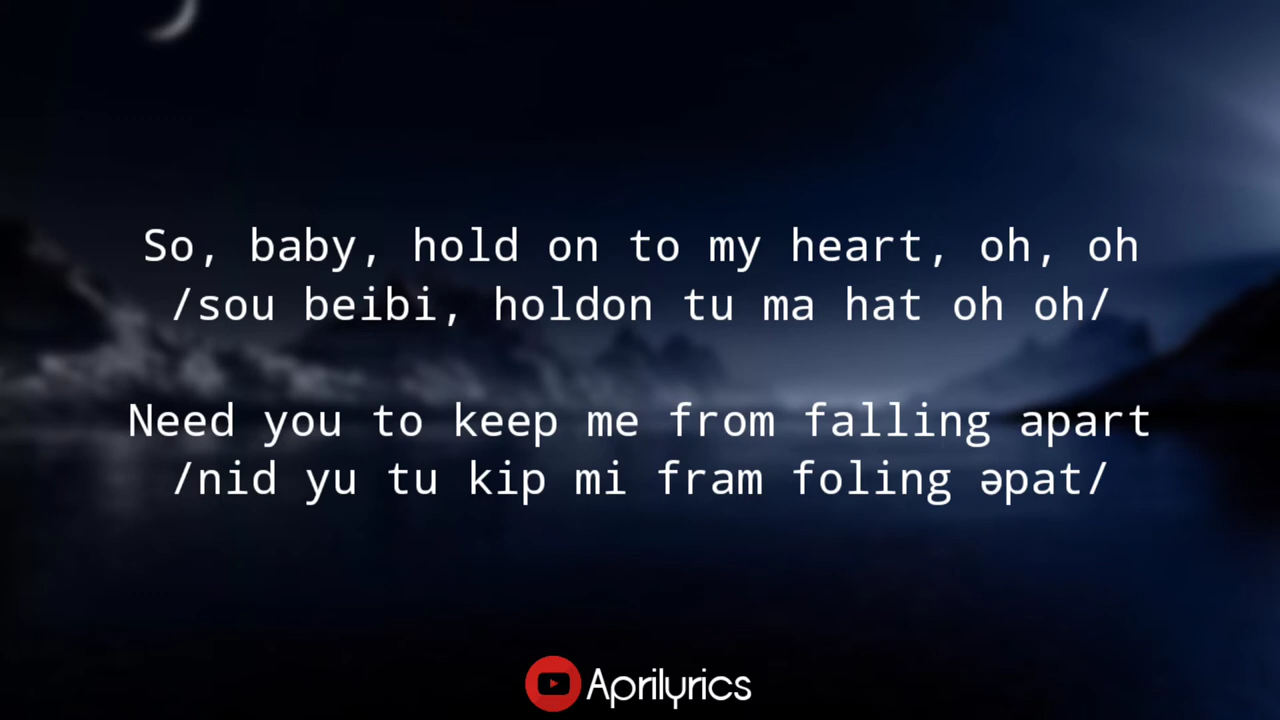 So, baby, hold on to my heart, oh, oh
/sou beibi, holdon tu ma hat oh oh/
Need you to keep me from falling apart
/nid yu tu kip mi fram foling əpat/
Aprilyrics